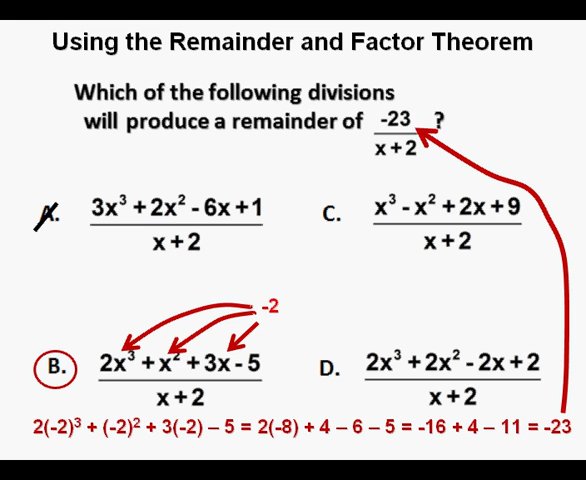 Using the Remainder and Factor Theorem
Which of the following divisions
will produce a remainder of -23 / x+2 ?
A. 3x³ +2x² - 6x +1 / x+2
C. x³ - x² +2x +9 / x+2
-2
B. 2x³ +x² +3x - 5 / x+2
D. 2x³ +2x² - 2x +2 / x+2
2(-2)³ + (-2)² + 3(-2) – 5 = 2(-8) + 4 – 6 – 5 = -16 + 4 – 11 = -23